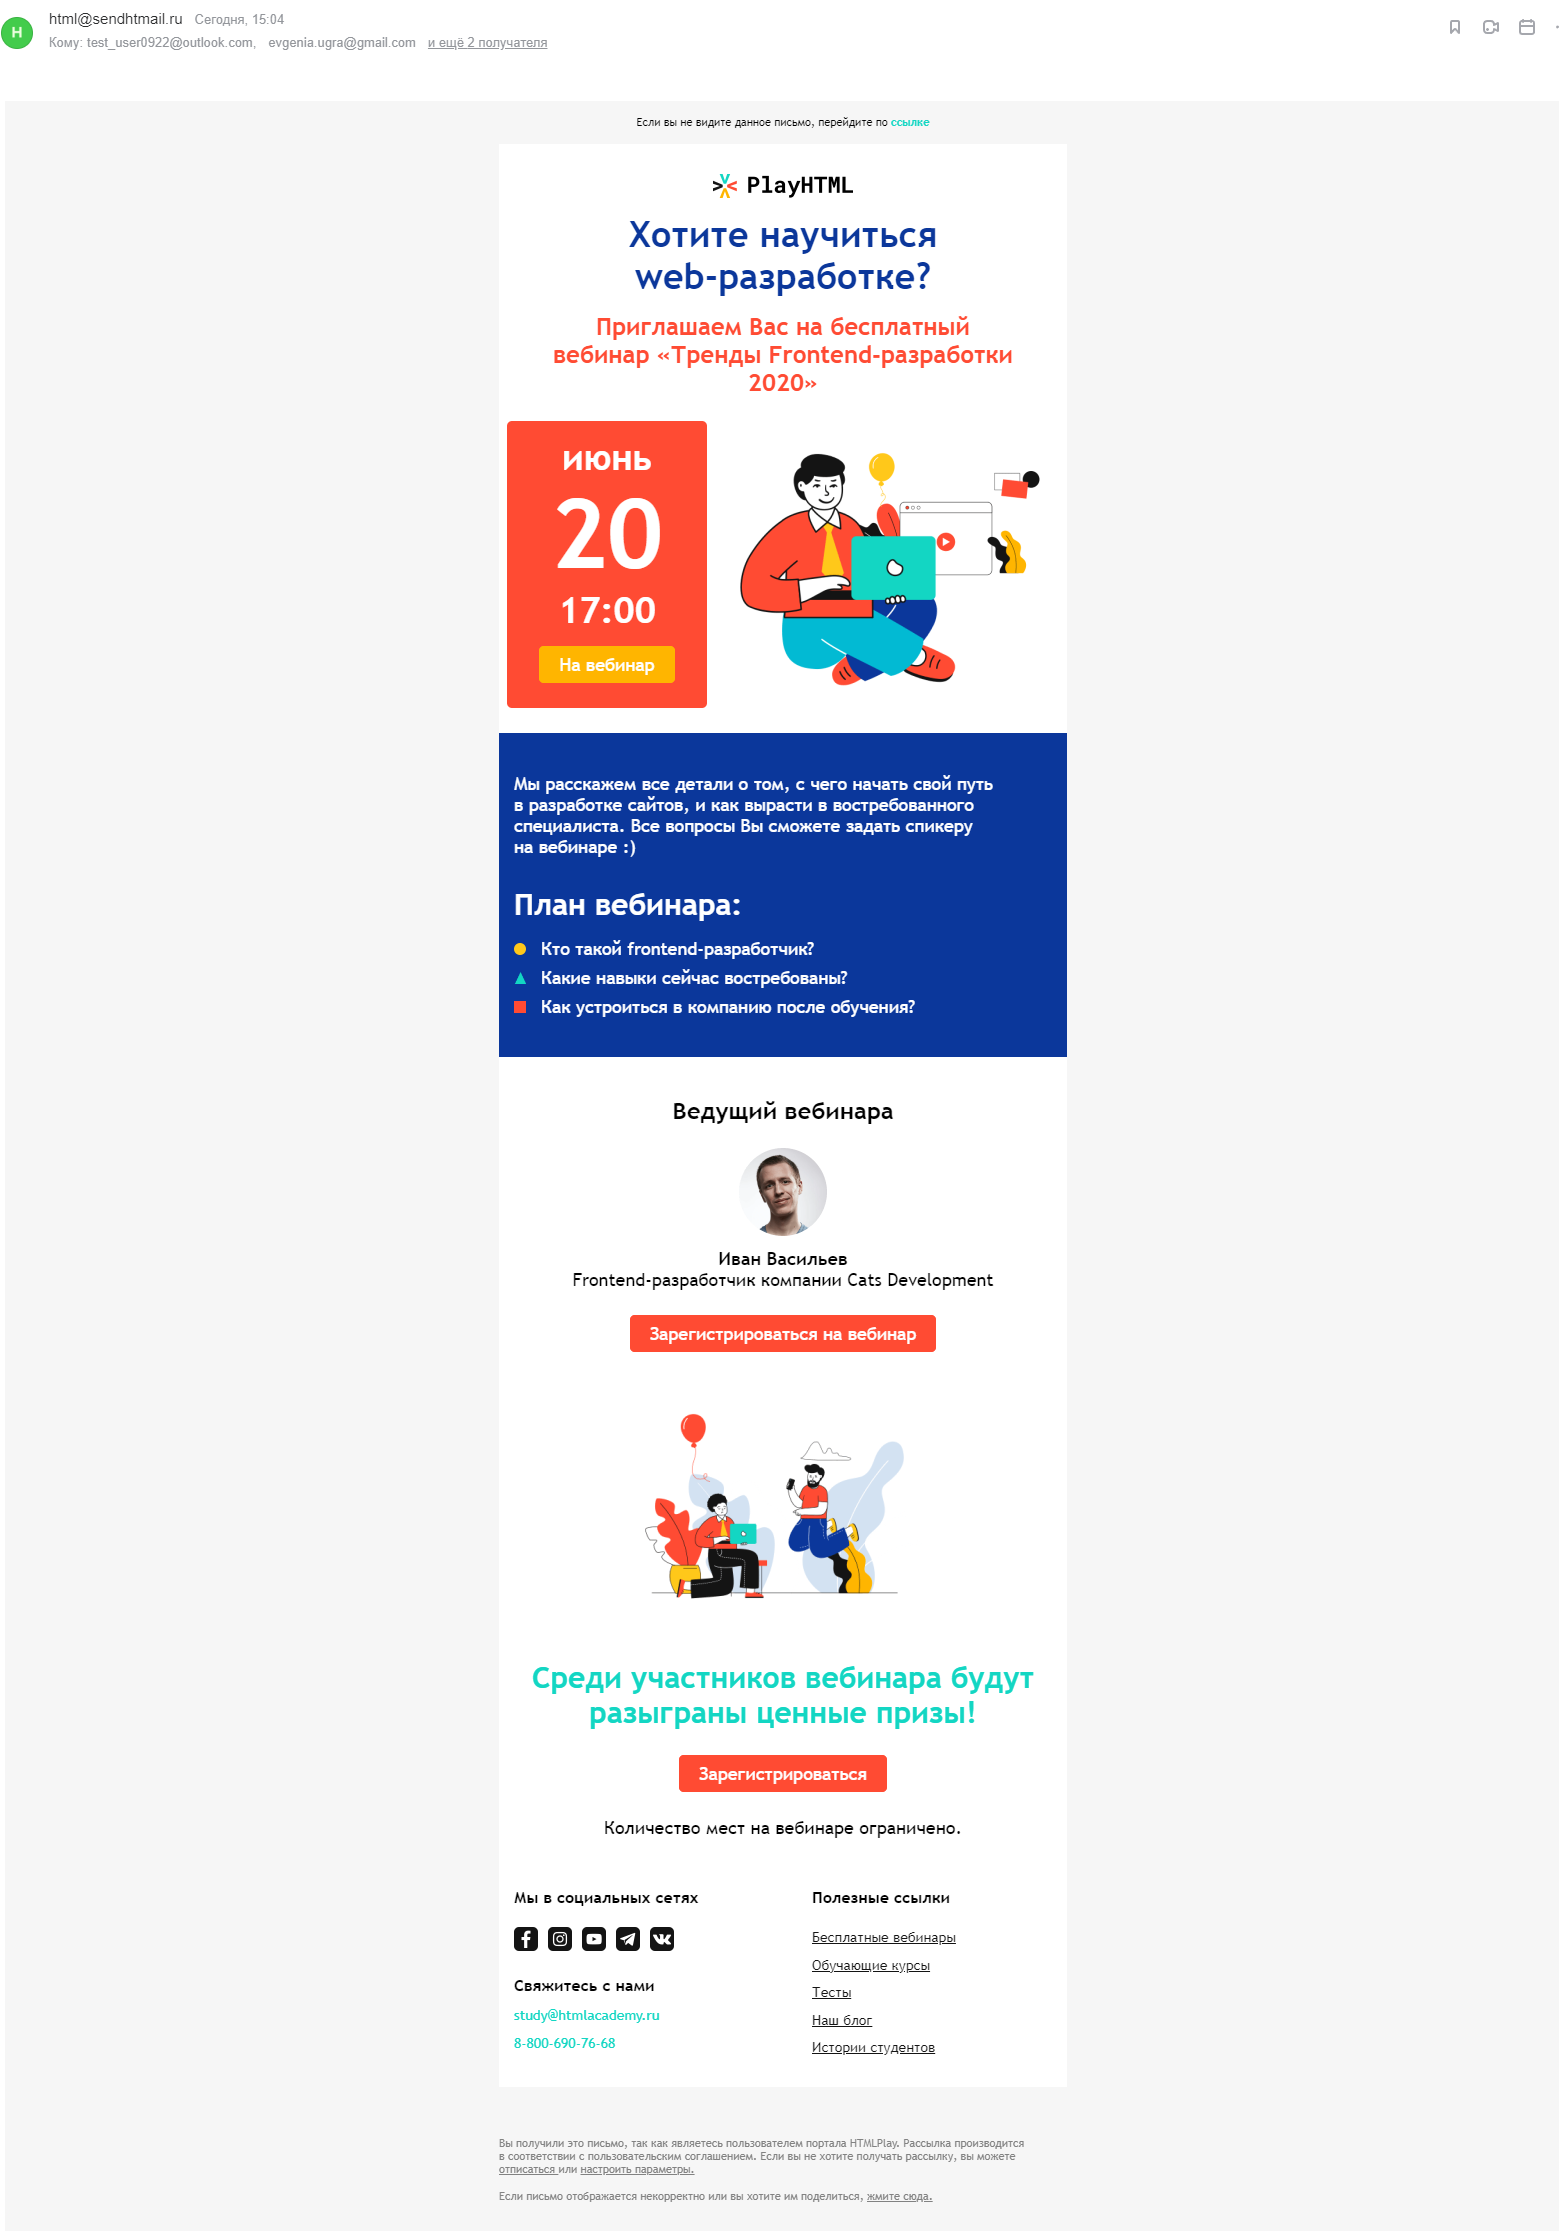 H
html@sendhtmail.ru Сегодня, 15:04
Кому: test_user0922@outlook.com, evgenia.ugra@gmail.com и ещё 2 получателя
Если вы не видите данное письмо, перейдите по ссылке
PlayHTML
Хотите научиться
web-разработке?
Приглашаем Вас на бесплатный
вебинар «Тренды Frontend-разработки
2020»
июнь
20
17:00
На вебинар
Мы расскажем все детали о том, с чего начать свой путь
в разработке сайтов, и как вырасти в востребованного
специалиста. Все вопросы Вы сможете задать спикеру
на вебинаре :)
План вебинара:
Кто такой frontend-разработчик?
Какие навыки сейчас востребованы?
Как устроиться в компанию после обучения?
Ведущий вебинара
Иван Васильев
Frontend-разработчик компании Cats Development
Зарегистрироваться на вебинар
Среди участников вебинара будут
разыграны ценные призы!
Зарегистрироваться
Количество мест на вебинаре ограничено.
Мы в социальных сетях
Свяжитесь с нами
study@htmlacademy.ru
8-800-690-76-68
Полезные ссылки
Бесплатные вебинары
Обучающие курсы
Тесты
Наш блог
Истории студентов
Вы получили это письмо, так как являетесь пользователем портала HTMLPlay. Рассылка производится
в соответствии с пользовательским соглашением. Если вы не хотите получать рассылку, вы можете
отписаться или настроить параметры.
Если письмо отображается некорректно или вы хотите им поделиться, жмите сюда.